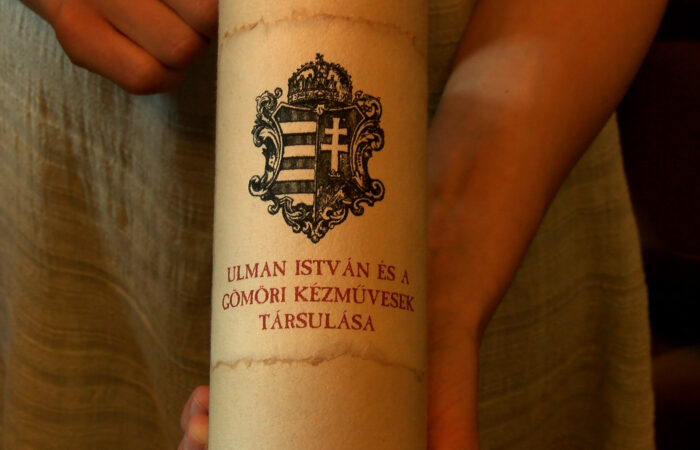 ULMAN ISTVÁN ÉS A
GÖMÖRI KÉZMŰVESEK
TÁRSULÁSA